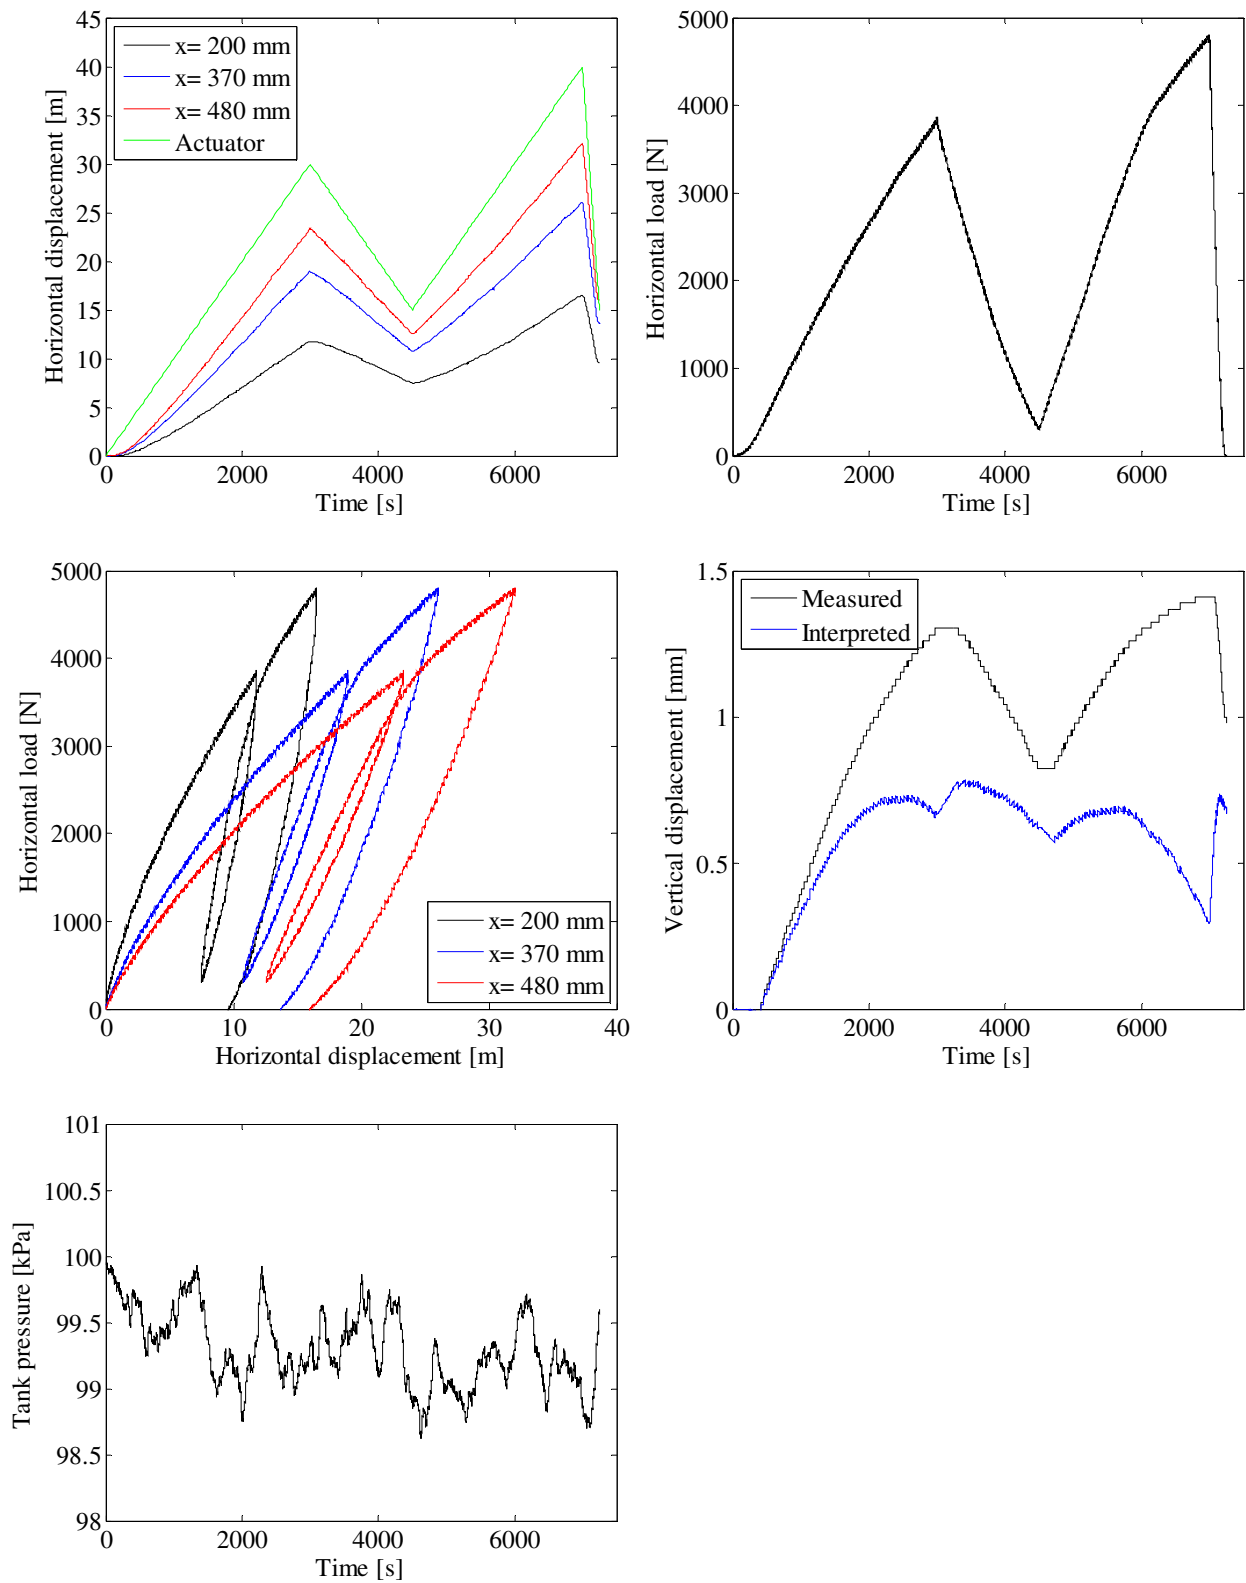 45
40
35
30
25
20
15
10
5
0
Horizontal displacement [m]
x= 200 mm
x= 370 mm
x= 480 mm
Actuator
0 2000 4000 6000
Time [s]
5000
4000
3000
2000
1000
0
Horizontal load [N]
0 2000 4000 6000
Time [s]
5000
4000
3000
2000
1000
0
Horizontal load [N]
x= 200 mm
x= 370 mm
x= 480 mm
0 10 20 30 40
Horizontal displacement [m]
1.5
1
0.5
0
Vertical displacement [mm]
Measured
Interpreted
0 2000 4000 6000
Time [s]
101
100.5
100
99.5
99
98.5
98
Tank pressure [kPa]
0 2000 4000 6000
Time [s]